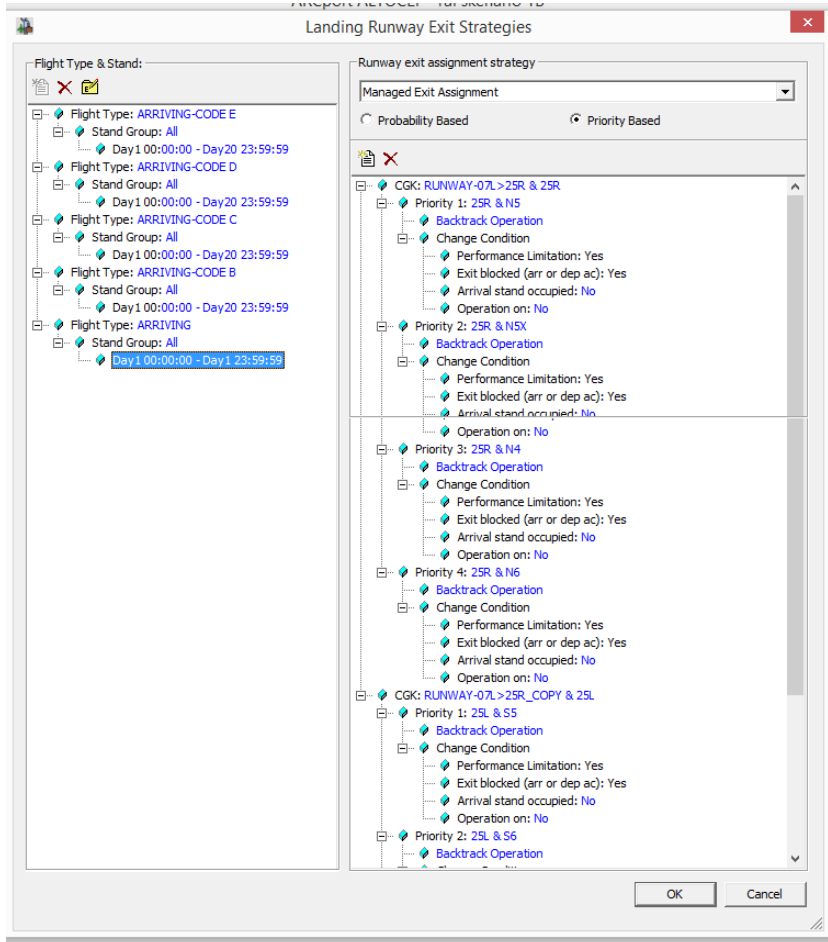 Landing Runway Exit Strategies
Flight Type & Stand:
Flight Type: ARRIVING-CODE E
Stand Group: All
Day1 00:00:00 - Day20 23:59:59
Flight Type: ARRIVING-CODE D
Stand Group: All
Day1 00:00:00 - Day20 23:59:59
Flight Type: ARRIVING-CODE C
Stand Group: All
Day1 00:00:00 - Day20 23:59:59
Flight Type: ARRIVING-CODE B
Stand Group: All
Day1 00:00:00 - Day20 23:59:59
Flight Type: ARRIVING
Stand Group: All
Day1 00:00:00 - Day1 23:59:59
Runway exit assignment strategy
Managed Exit Assignment
Probability Based
Priority Based
CGK: RUNWAY-07L>25R & 25R
Priority 1: 25R & N5
Backtrack Operation
Change Condition
Performance Limitation: Yes
Exit blocked (arr or dep ac): Yes
Arrival stand occupied: No
Operation on: No
Priority 2: 25R & N5X
Backtrack Operation
Change Condition
Performance Limitation: Yes
Exit blocked (arr or dep ac): Yes
Arrival stand occupied: No
Operation on: No
Priority 3: 25R & N4
Backtrack Operation
Change Condition
Performance Limitation: Yes
Exit blocked (arr or dep ac): Yes
Arrival stand occupied: No
Operation on: No
Priority 4: 25R & N6
Backtrack Operation
Change Condition
Performance Limitation: Yes
Exit blocked (arr or dep ac): Yes
Arrival stand occupied: No
Operation on: No
CGK: RUNWAY-07L>25R_COPY & 25L
Priority 1: 25L & S5
Backtrack Operation
Change Condition
Performance Limitation: Yes
Exit blocked (arr or dep ac): Yes
Arrival stand occupied: No
Operation on: No
Priority 2: 25L & S6
Backtrack Operation
OK
Cancel